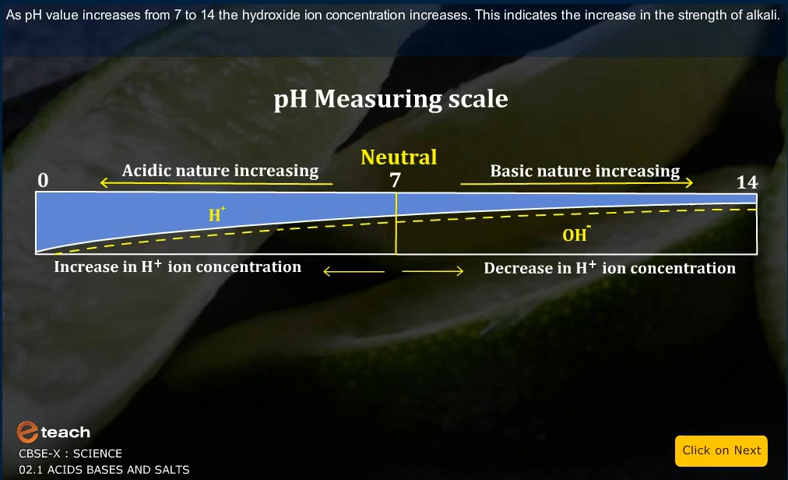 As pH value increases from 7 to 14 the hydroxide ion concentration increases. This indicates the increase in the strength of alkali.
pH Measuring scale
Neutral
0 Acidic nature increasing 7 Basic nature increasing 14
H⁺
OH⁻
Increase in H⁺ ion concentration Decrease in H⁺ ion concentration
e teach
CBSE-X : SCIENCE
02.1 ACIDS BASES AND SALTS
Click on Next